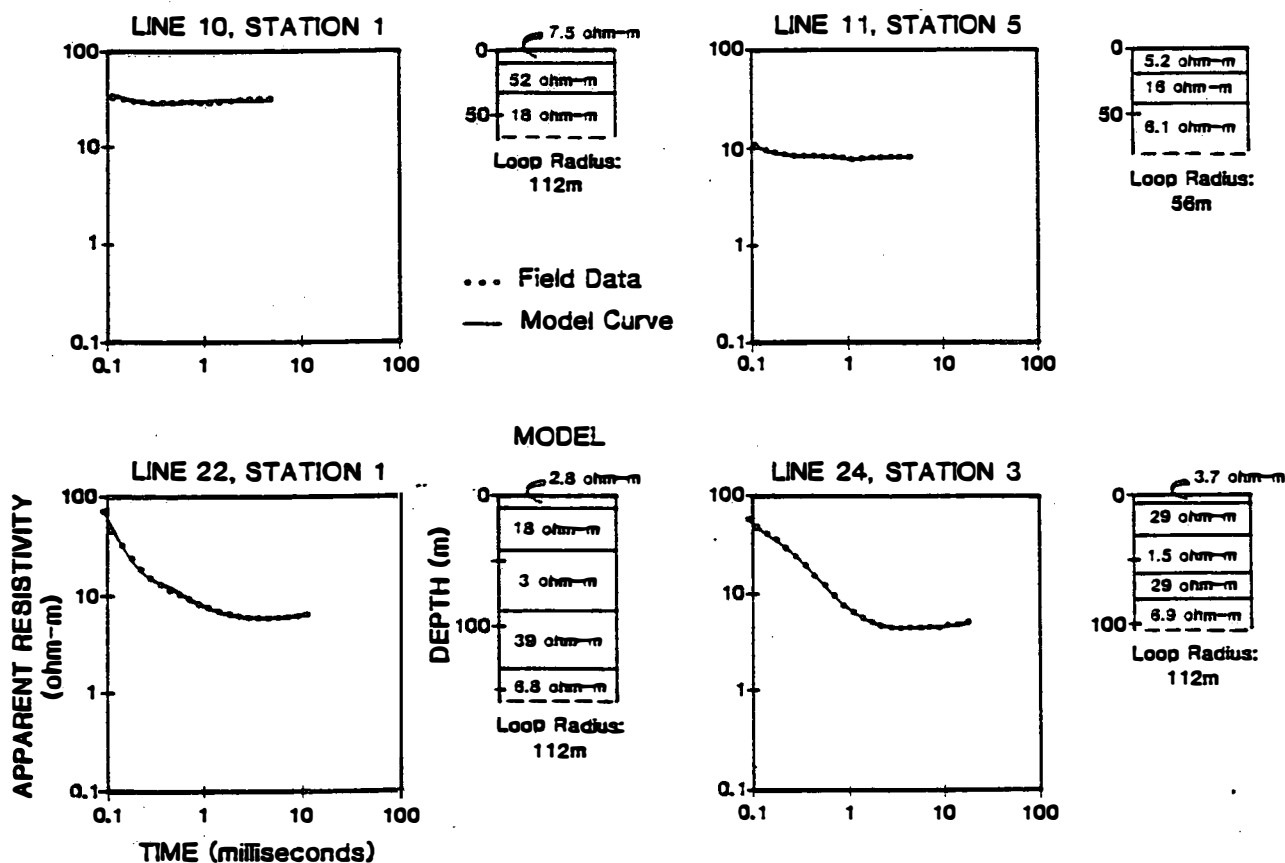 LINE 10, STATION 1
100
10
1
0.1
0.1 1 10 100
0
50
7.5 ohm-m
52 ohm-m
18 ohm-m
Loop Radius:
112m
LINE 11, STATION 5
100
10
1
0.1
0.1 1 10 100
0
50
5.2 ohm-m
16 ohm-m
6.1 ohm-m
Loop Radius:
56m
Field Data
Model Curve
MODEL
LINE 22, STATION 1
100
10
1
0.1
0.1 1 10 100
APPARENT RESISTIVITY
(ohm-m)
TIME (milliseconds)
DEPTH (m)
0
100
2.8 ohm-m
18 ohm-m
3 ohm-m
39 ohm-m
6.8 ohm-m
Loop Radius:
112m
LINE 24, STATION 3
100
10
1
0.1
0.1 1 10 100
0
100
3.7 ohm-m
29 ohm-m
1.5 ohm-m
29 ohm-m
6.9 ohm-m
Loop Radius:
112m